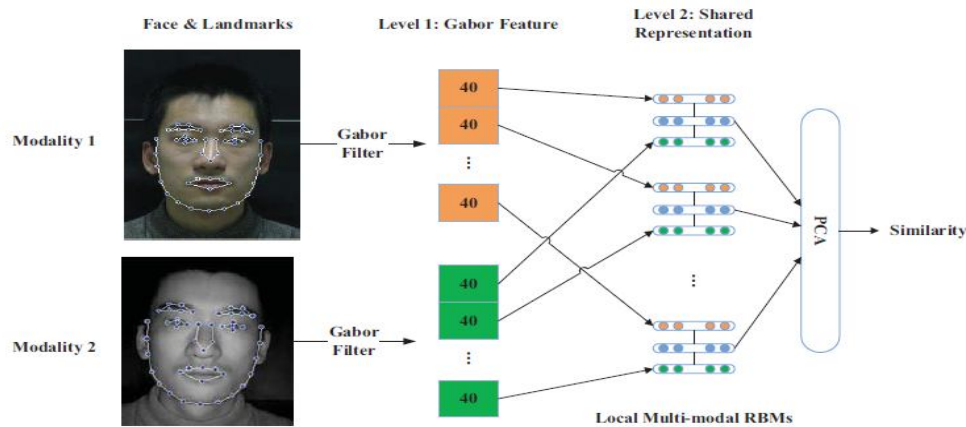 Face & Landmarks
Level 1: Gabor Feature
Level 2: Shared
Representation
Modality 1
Gabor
Filter
40
40
...
40
Modality 2
Gabor
Filter
40
40
...
40
...
Local Multi-modal RBMs
PCA
Similarity